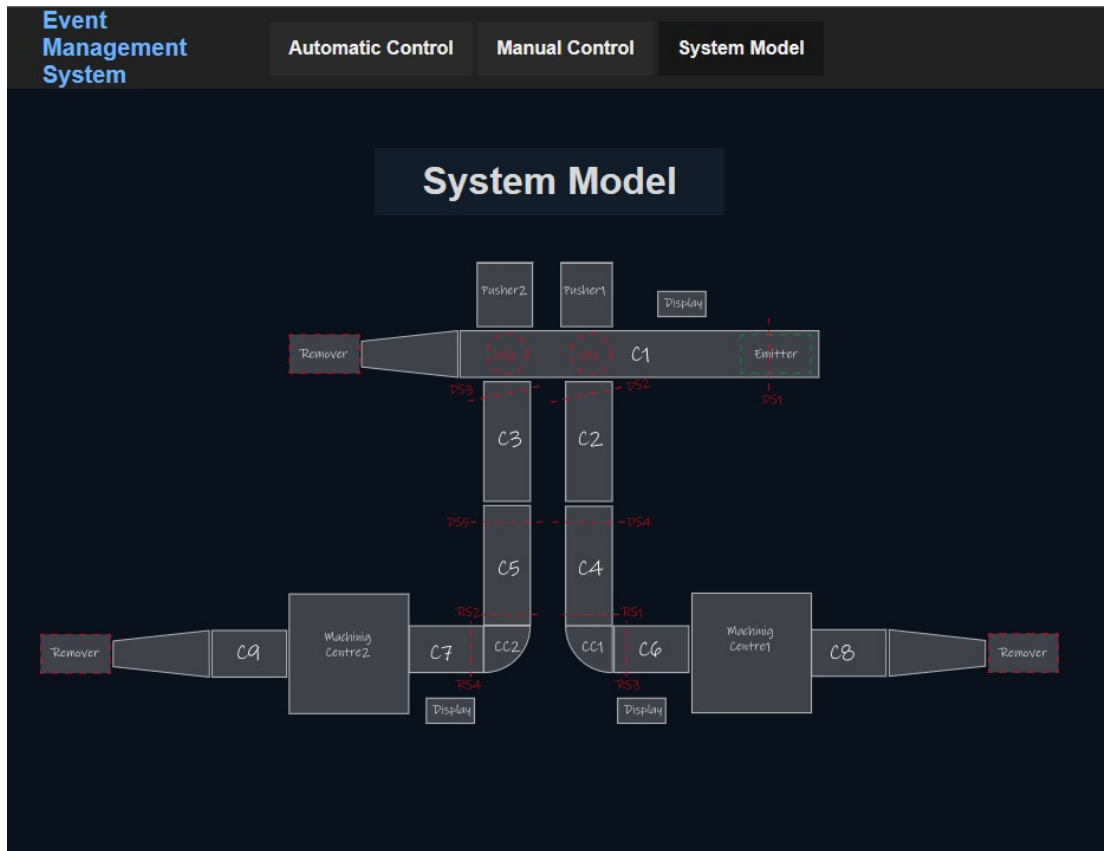 Event
Management
System
Automatic Control
Manual Control
System Model
System Model
Pusher2
Pusher1
Display
Remover
C1
Emitter
DS3
DS2
DS1
C3
C2
DS5
DS4
C5
C4
RS2
RS1
Remover
C9
Machinig
Centre2
C7
CC2
CC1
C6
Machinig
Centre1
C8
Remover
RS4
RS3
Display
Display